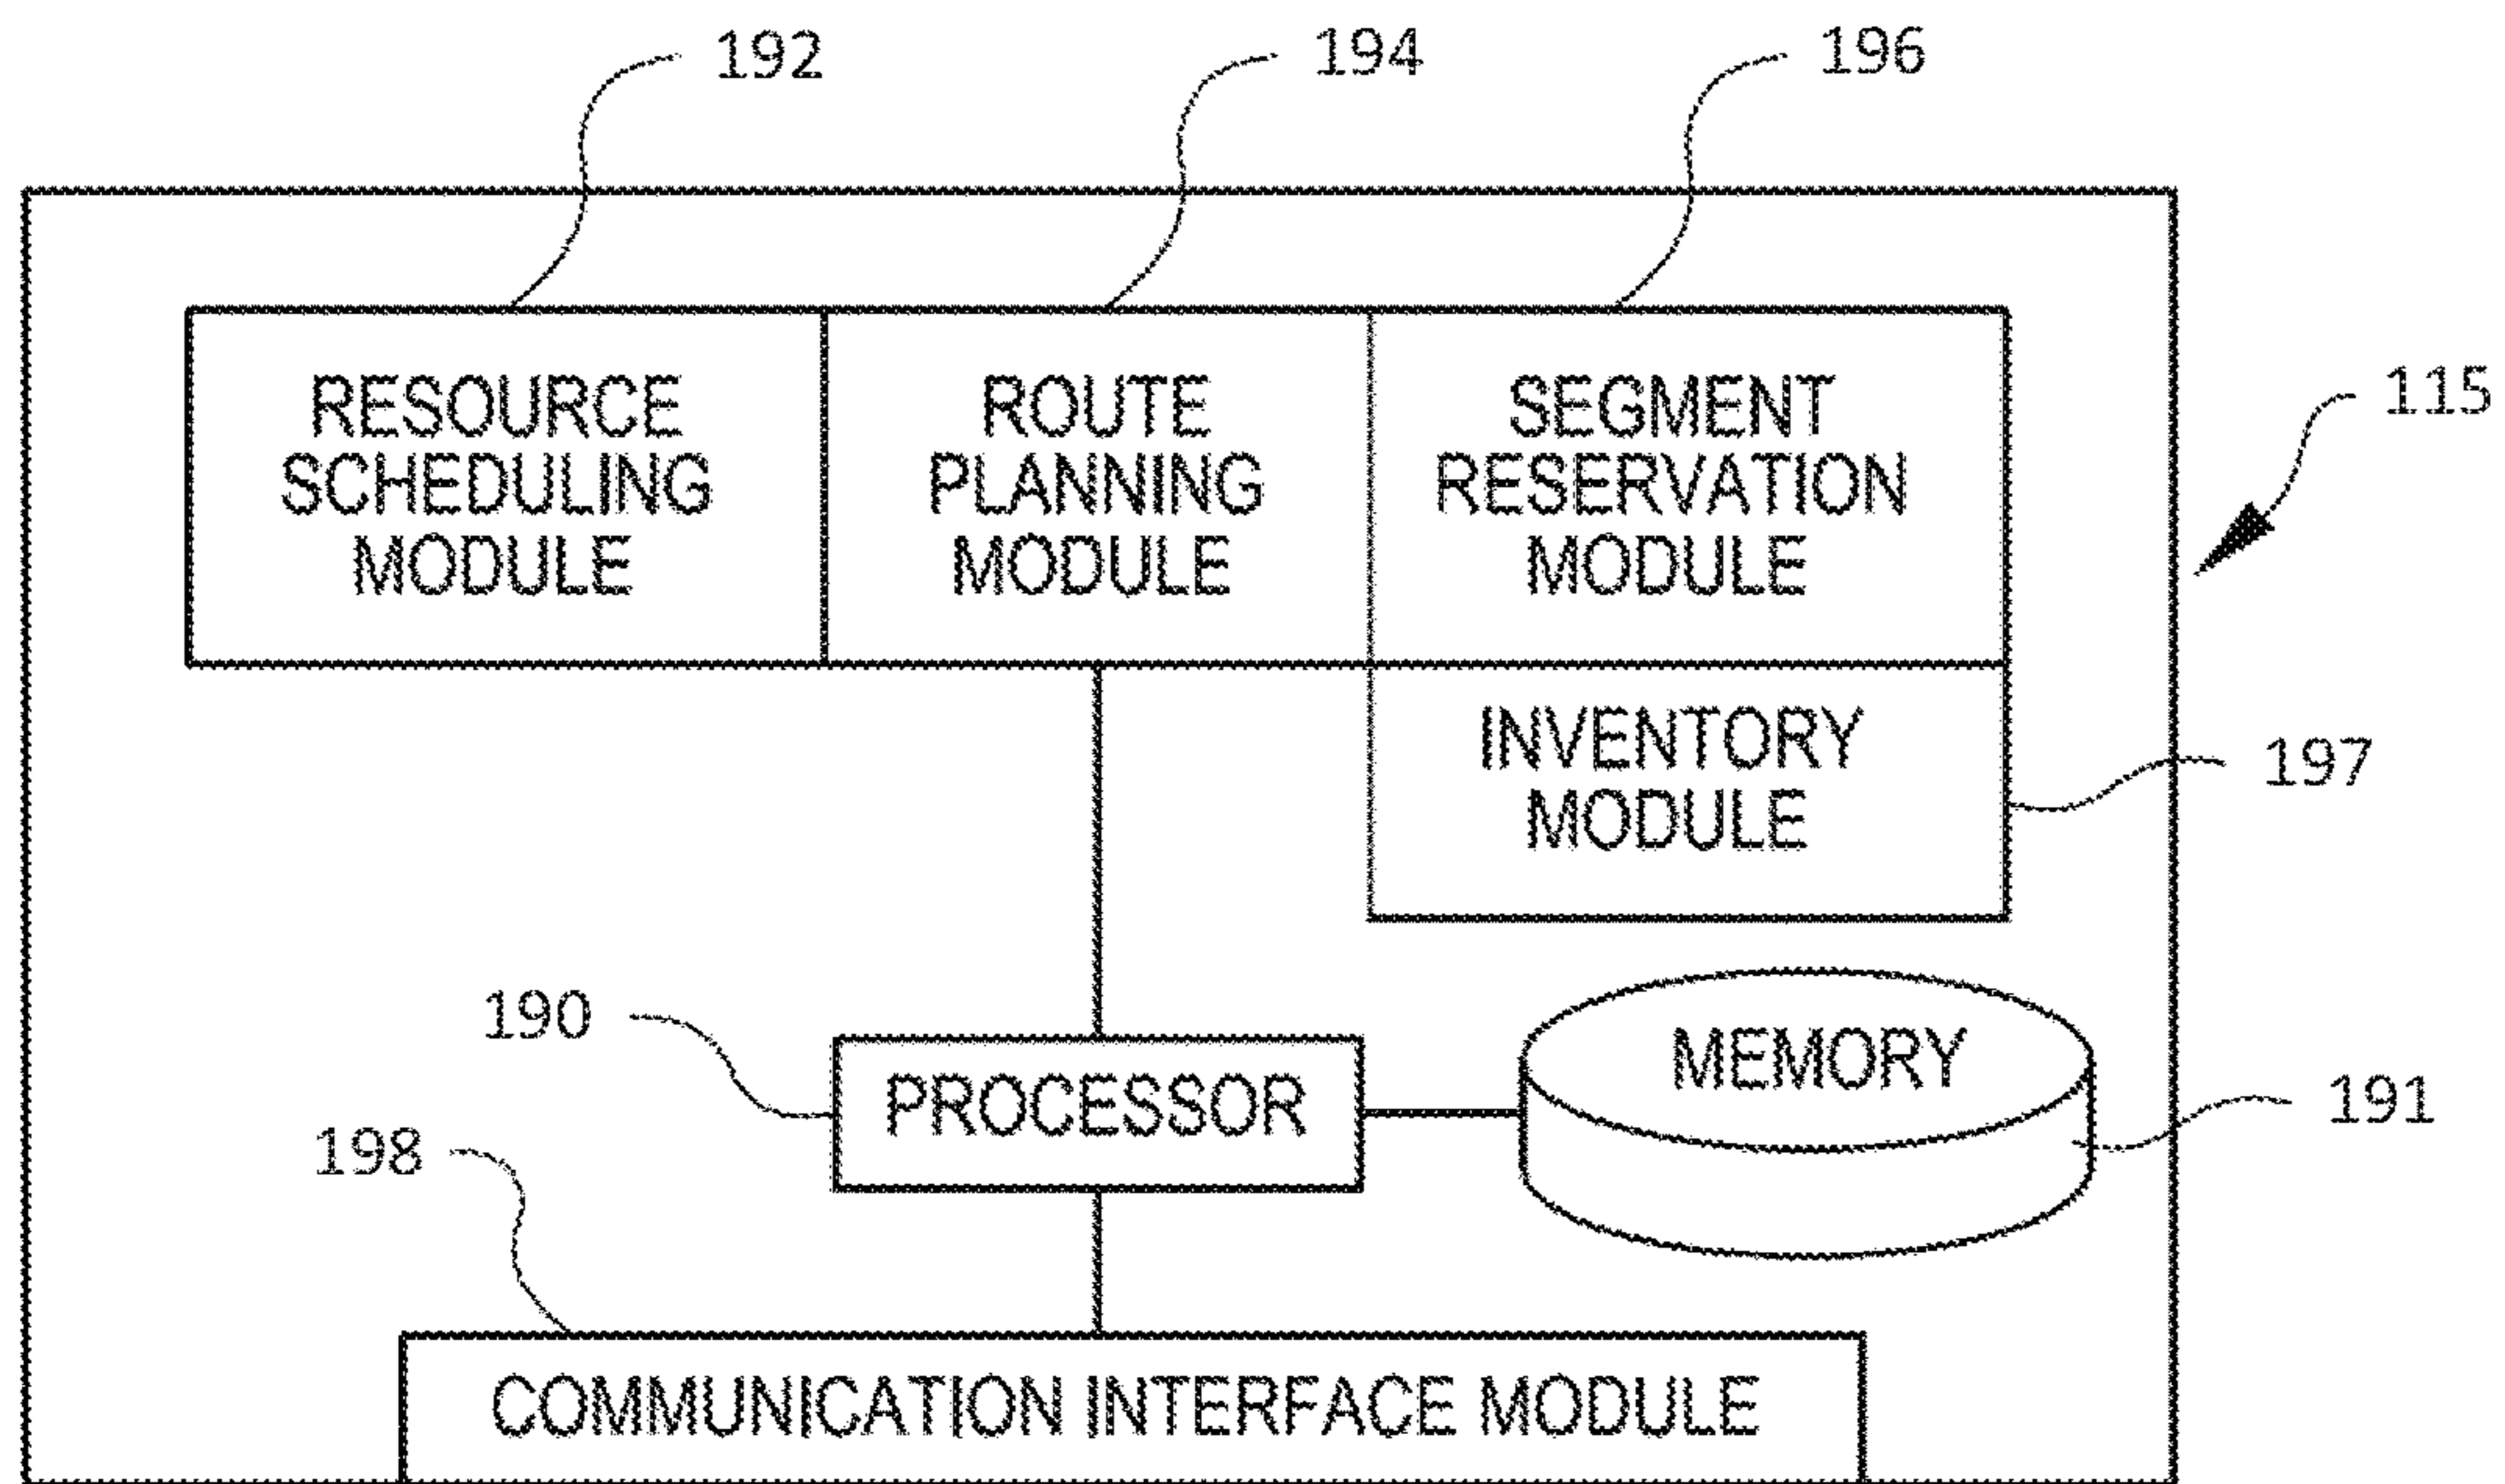 192
194
196
115
RESOURCE
SCHEDULING
MODULE
ROUTE
PLANNING
MODULE
SEGMENT
RESERVATION
MODULE
INVENTORY
MODULE
197
190
PROCESSOR
MEMORY
191
198
COMMUNICATION INTERFACE MODULE